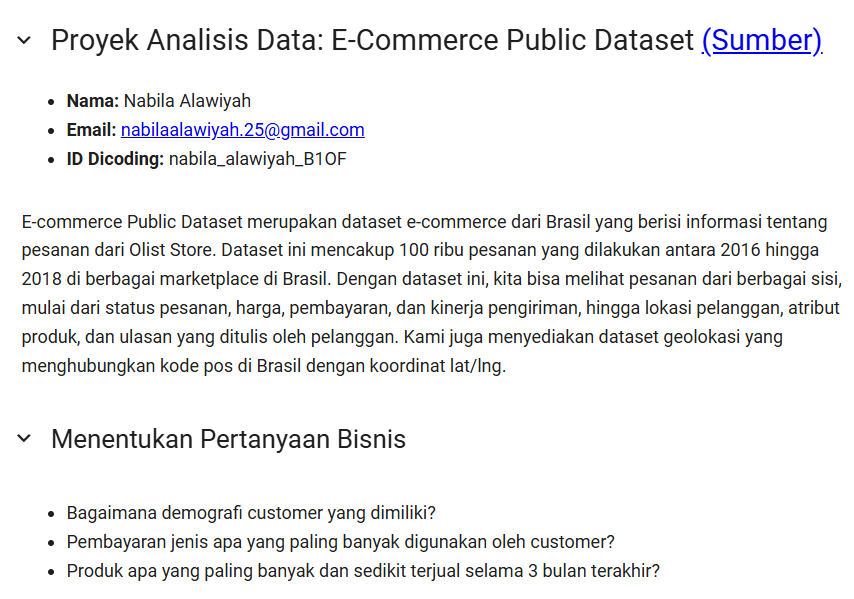 Proyek Analisis Data: E-Commerce Public Dataset (Sumber)
Nama: Nabila Alawiyah
Email: nabilaalawiyah.25@gmail.com
ID Dicoding: nabila_alawiyah_B1OF
E-commerce Public Dataset merupakan dataset e-commerce dari Brasil yang berisi informasi tentang
pesanan dari Olist Store. Dataset ini mencakup 100 ribu pesanan yang dilakukan antara 2016 hingga
2018 di berbagai marketplace di Brasil. Dengan dataset ini, kita bisa melihat pesanan dari berbagai sisi,
mulai dari status pesanan, harga, pembayaran, dan kinerja pengiriman, hingga lokasi pelanggan, atribut
produk, dan ulasan yang ditulis oleh pelanggan. Kami juga menyediakan dataset geolokasi yang
menghubungkan kode pos di Brasil dengan koordinat lat/lng.
Menentukan Pertanyaan Bisnis
Bagaimana demografi customer yang dimiliki?
Pembayaran jenis apa yang paling banyak digunakan oleh customer?
Produk apa yang paling banyak dan sedikit terjual selama 3 bulan terakhir?